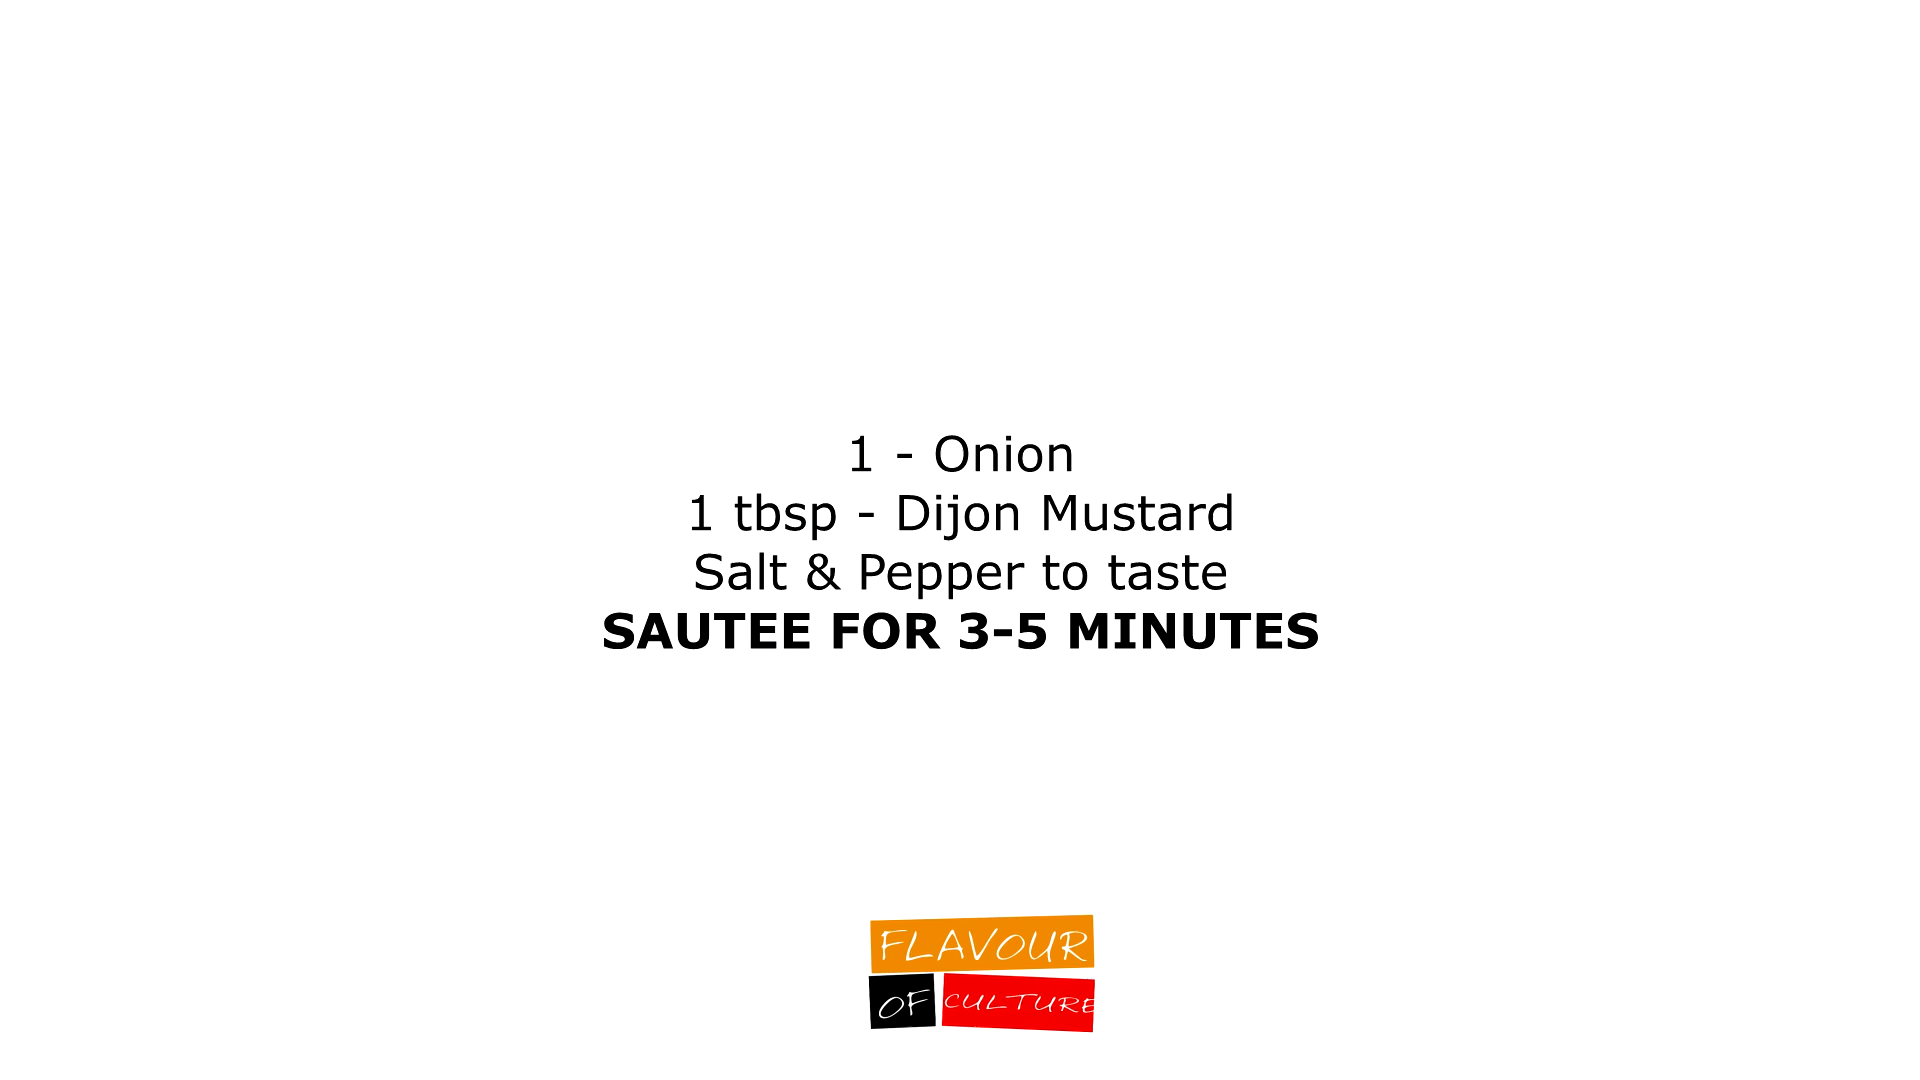 1 - Onion
1 tbsp - Dijon Mustard
Salt & Pepper to taste
SAUTEE FOR 3-5 MINUTES
FLAVOUR
OF CULTURE